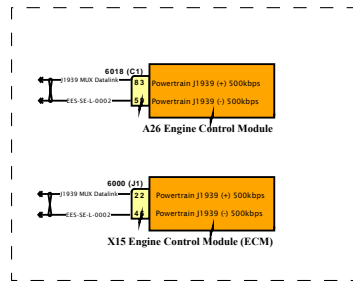 6018 (C1)
J1939 MUX Datalink 83 Powertrain J1939 (+) 500kbps
EES-SE-L-0002 Powertrain J1939 (-) 500kbps
A26 Engine Control Module
6000 (J1)
J1939 MUX Datalink 22 Powertrain J1939 (+) 500kbps
EES-SE-L-0002 Powertrain J1939 (-) 500kbps
X15 Engine Control Module (ECM)